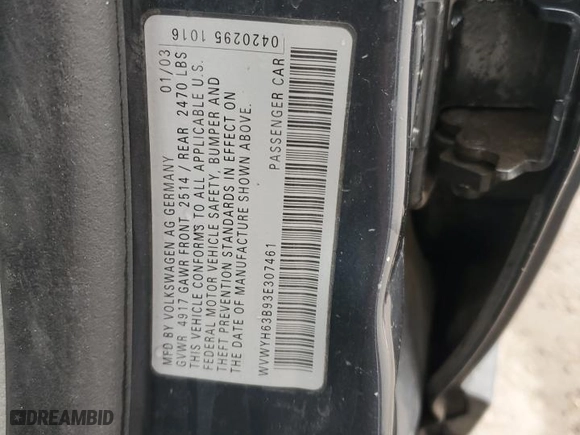 MFD BY VOLKSWAGEN AG GERMANY 01/03
GVWR 4917 GAWR FRONT 2514 / REAR 2470 LBS
THIS VEHICLE CONFORMS TO ALL APPLICABLE U.S.
FEDERAL MOTOR VEHICLE SAFETY, BUMPER AND
THEFT PREVENTION STANDARDS IN EFFECT ON
THE DATE OF MANUFACTURE SHOWN ABOVE.
WVWYH63B93E307461 PASSENGER CAR
0420295 1016
DREAMBID